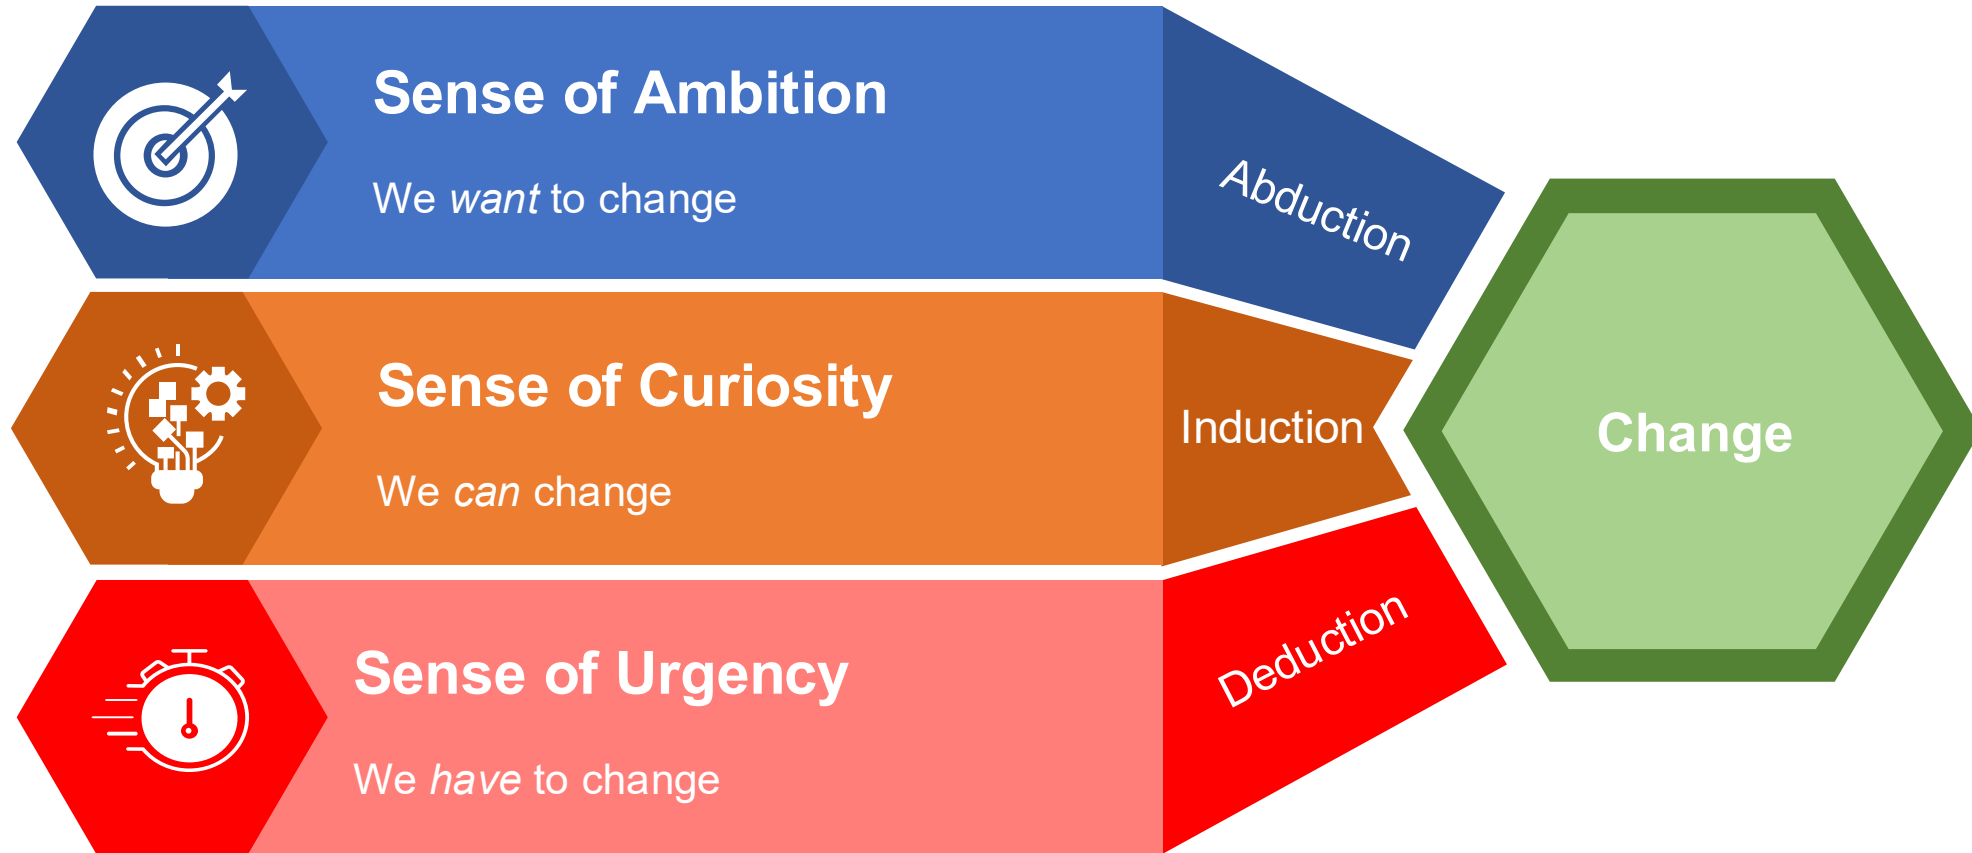 Sense of Ambition
We want to change
Abduction
Sense of Curiosity
We can change
Induction
Change
Sense of Urgency
We have to change
Deduction